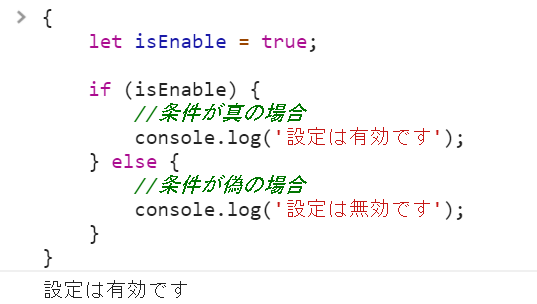 > {
    let isEnable = true;

    if (isEnable) {
        //条件が真の場合
        console.log('設定は有効です');
    } else {
        //条件が偽の場合
        console.log('設定は無効です');
    }
}
設定は有効です